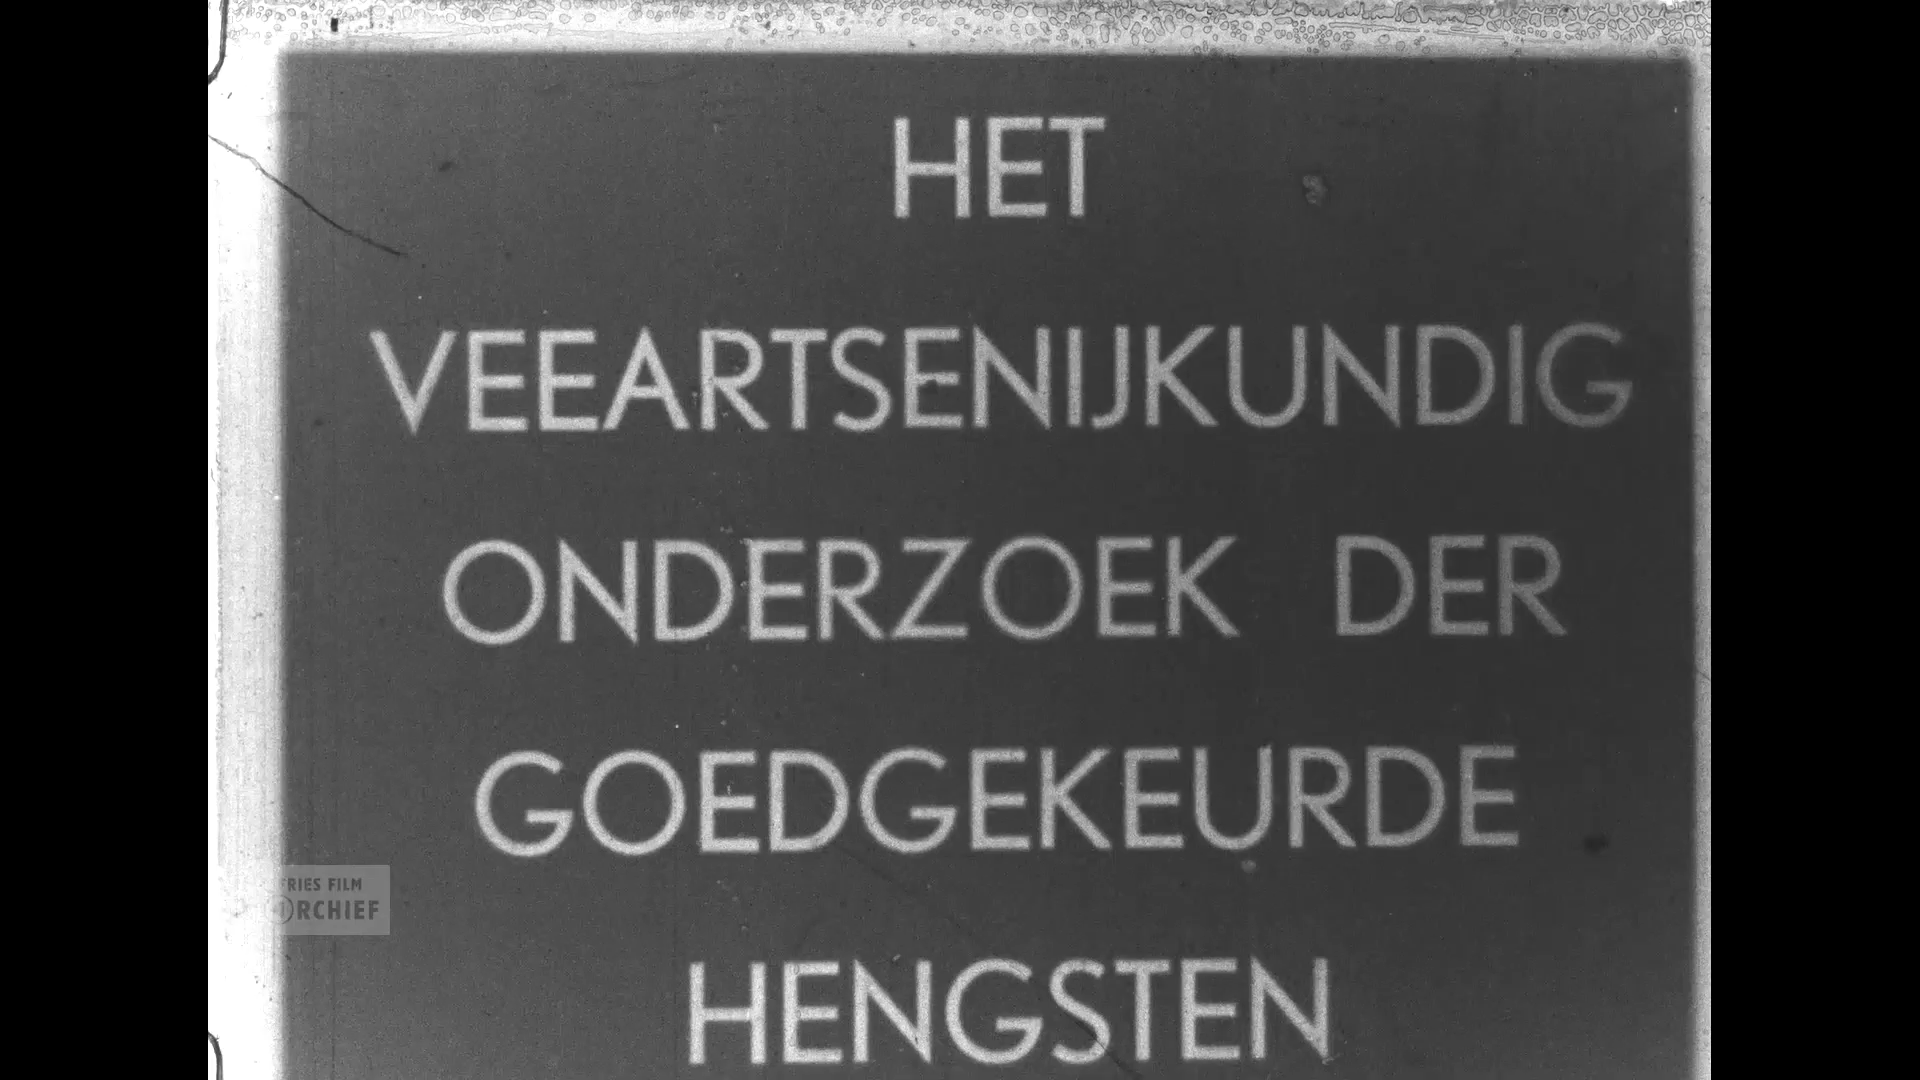 HET
VEEARTSENIJKUNDIG
ONDERZOEK DER
GOEDGEKEURDE
HENGSTEN
FRIES FILM
ARCHIEF